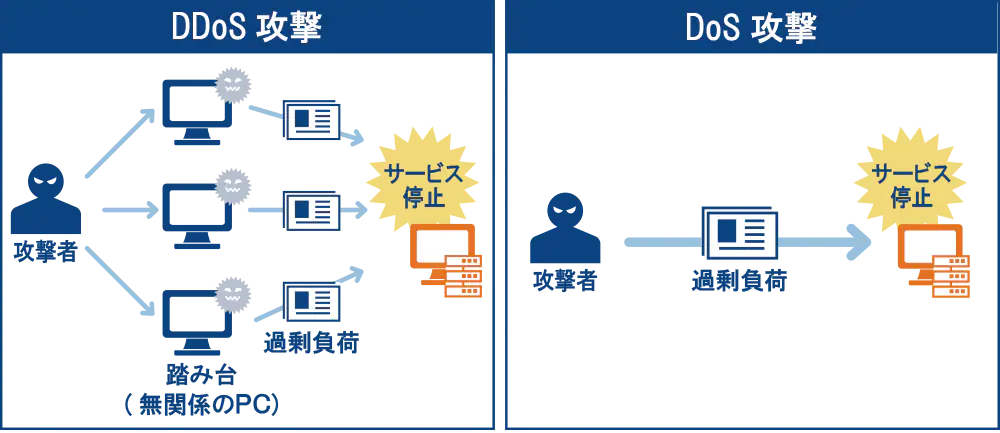 DDoS 攻撃
サービス
停止
攻撃者
過剰負荷
踏み台
( 無関係のPC)
DoS 攻撃
サービス
停止
攻撃者
過剰負荷